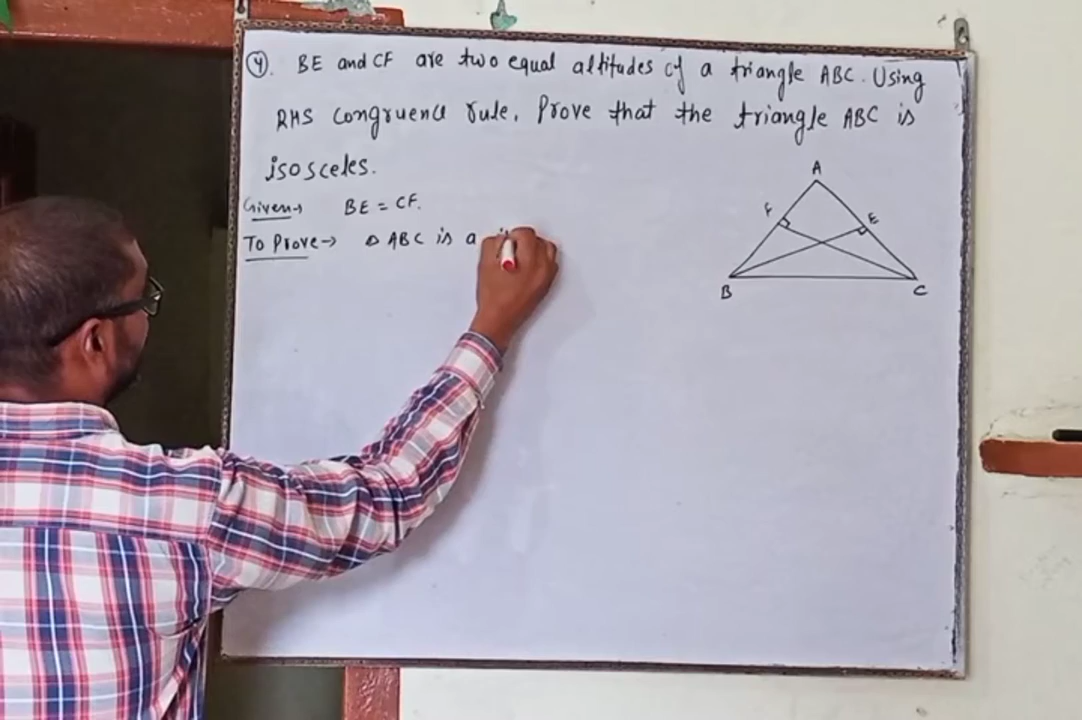 4. BE and CF are two equal altitudes of a triangle ABC. Using
RHS congruence rule, Prove that the triangle ABC is
isosceles.
Given→ BE = CF.
To Prove→ △ ABC is a
A
F
E
B
C